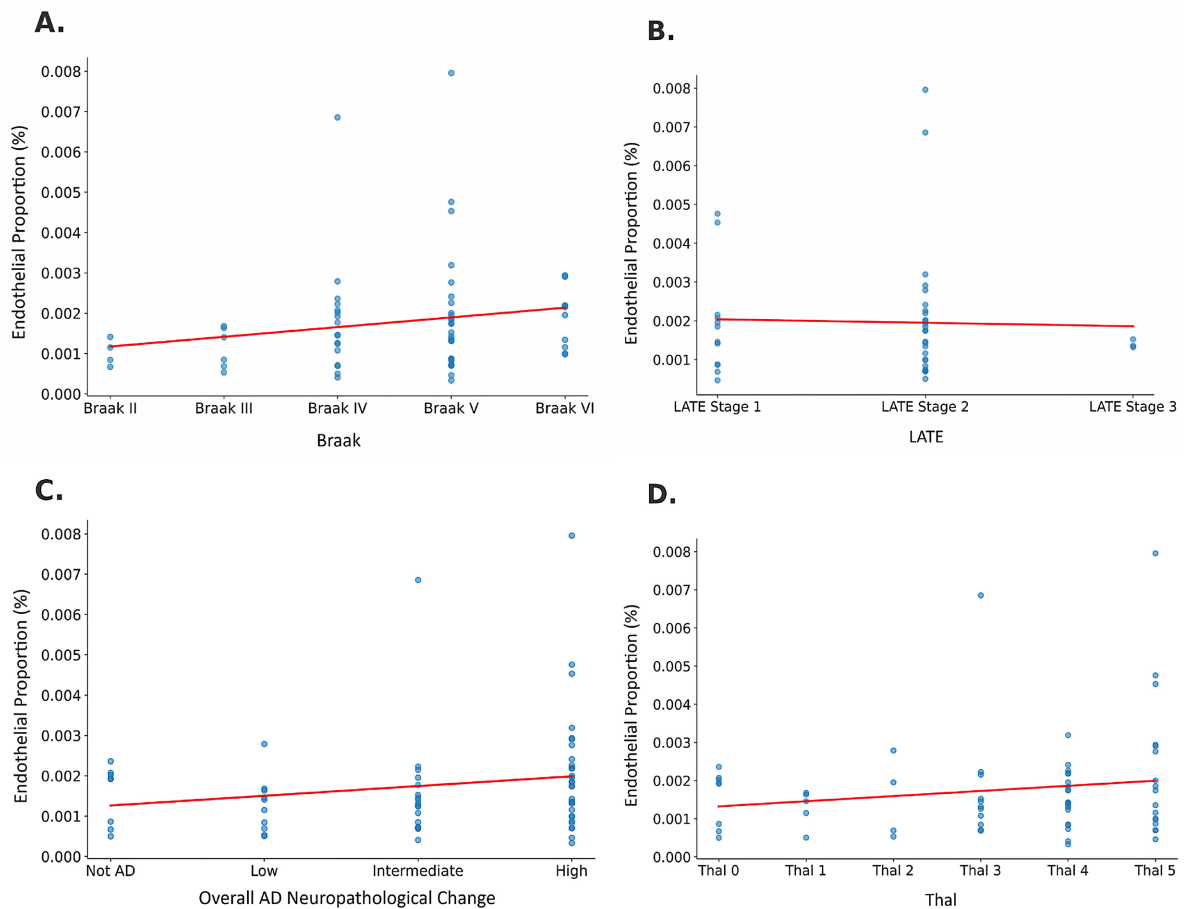 A.
Endothelial Proportion (%)
0.008
0.007
0.006
0.005
0.004
0.003
0.002
0.001
0.000
Braak II Braak III Braak IV Braak V Braak VI
Braak
B.
Endothelial Proportion (%)
0.008
0.007
0.006
0.005
0.004
0.003
0.002
0.001
LATE Stage 1 LATE Stage 2 LATE Stage 3
LATE
C.
Endothelial Proportion (%)
0.008
0.007
0.006
0.005
0.004
0.003
0.002
0.001
0.000
Not AD Low Intermediate High
Overall AD Neuropathological Change
D.
Endothelial Proportion (%)
0.008
0.007
0.006
0.005
0.004
0.003
0.002
0.001
0.000
Thal 0 Thal 1 Thal 2 Thal 3 Thal 4 Thal 5
Thal